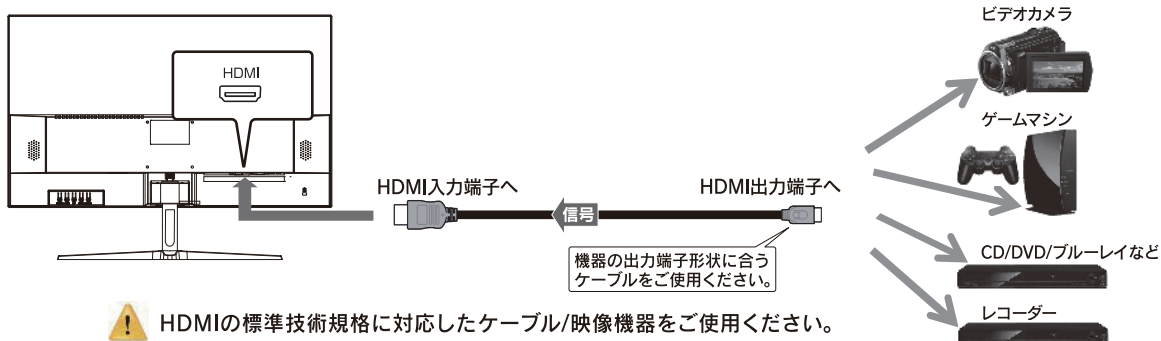 ビデオカメラ
HDMI
ゲームマシン
HDMI入力端子へ
HDMI出力端子へ
信号
機器の出力端子形状に合う
ケーブルをご使用ください。
CD/DVD/ブルーレイなど
レコーダー
HDMIの標準技術規格に対応したケーブル/映像機器をご使用ください。